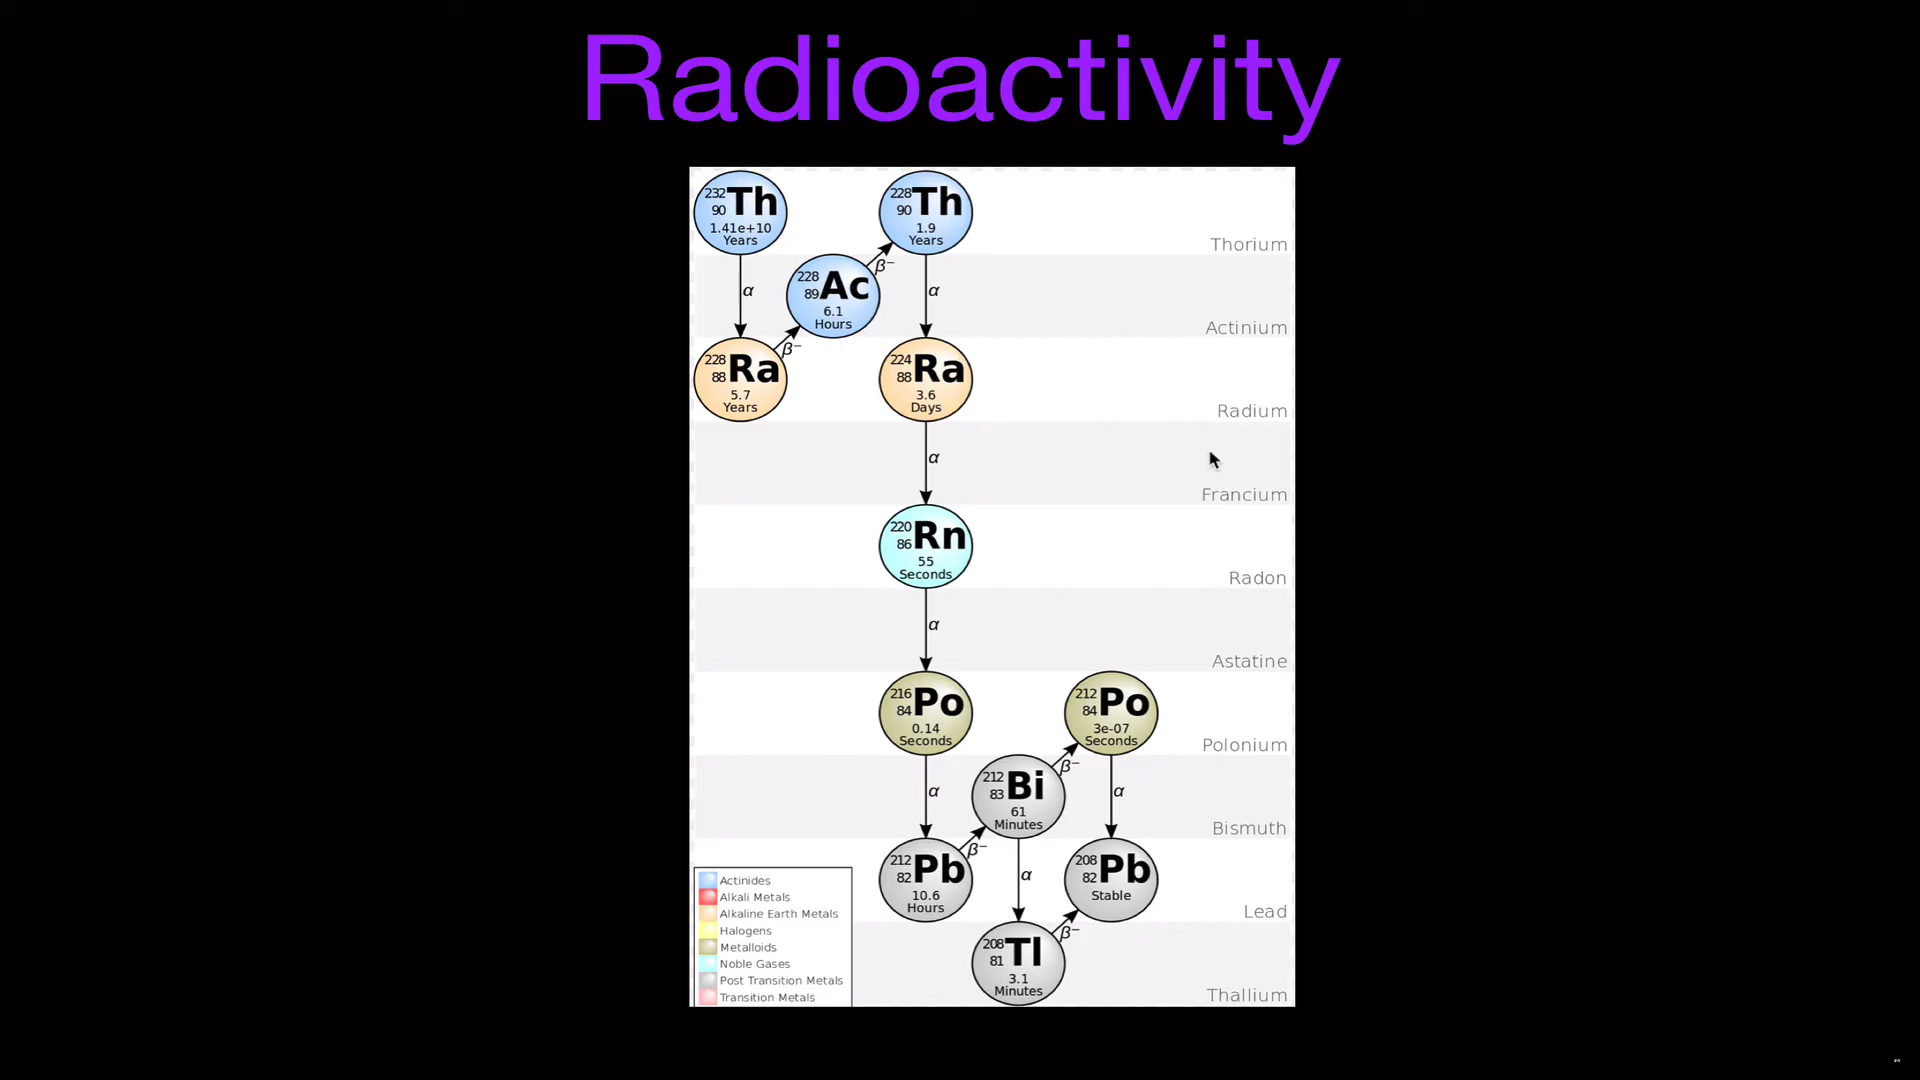 Radioactivity
232
90
Th
1.41e+10
Years
228
90
Th
1.9
Years
Thorium
β⁻
228
89
Ac
6.1
Hours
α
α
Actinium
β⁻
228
88
Ra
5.7
Years
224
88
Ra
3.6
Days
Radium
α
Francium
220
86
Rn
55
Seconds
Radon
α
Astatine
216
84
Po
0.14
Seconds
212
84
Po
3e-07
Seconds
Polonium
β⁻
212
83
Bi
61
Minutes
α
α
Bismuth
β⁻
212
82
Pb
10.6
Hours
α
208
82
Pb
Stable
Lead
β⁻
208
81
Tl
3.1
Minutes
Thallium
Actinides
Alkali Metals
Alkaline Earth Metals
Halogens
Metalloids
Noble Gases
Post Transition Metals
Transition Metals